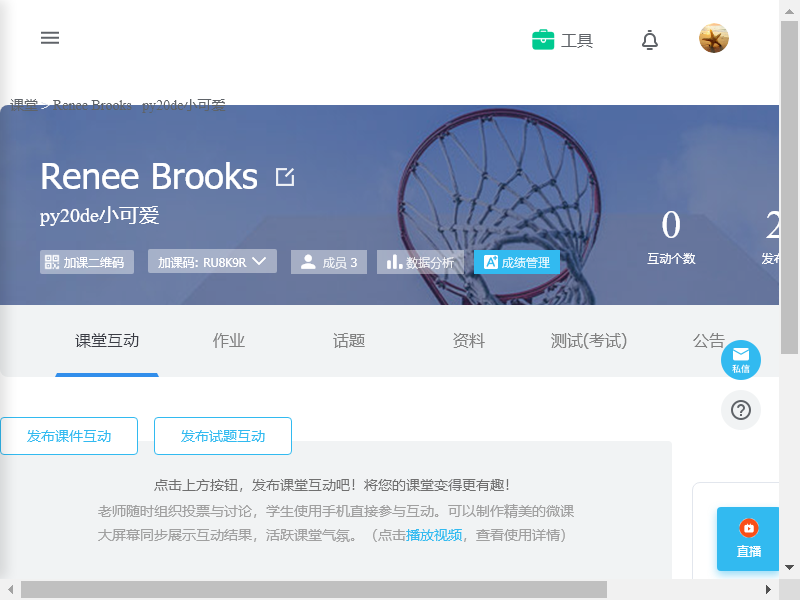 工具
课堂 > Renee Brooks - py20de小可爱
Renee Brooks
py20de小可爱
0
2
互动个数
发布
加课二维码
加课码: RU8K9R
成员 3
数据分析
成绩管理
课堂互动
作业
话题
资料
测试(考试)
公告
私信
发布课件互动
发布试题互动
点击上方按钮，发布课堂互动吧！将您的课堂变得更有趣！
老师随时组织投票与讨论，学生使用手机直接参与互动。可以制作精美的微课
大屏幕同步展示互动结果，活跃课堂气氛。（点击播放视频，查看使用详情）
直播